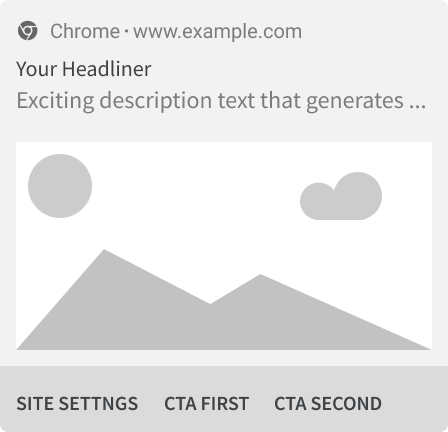 Chrome · www.example.com
Your Headliner
Exciting description text that generates ...
SITE SETTNGS CTA FIRST CTA SECOND